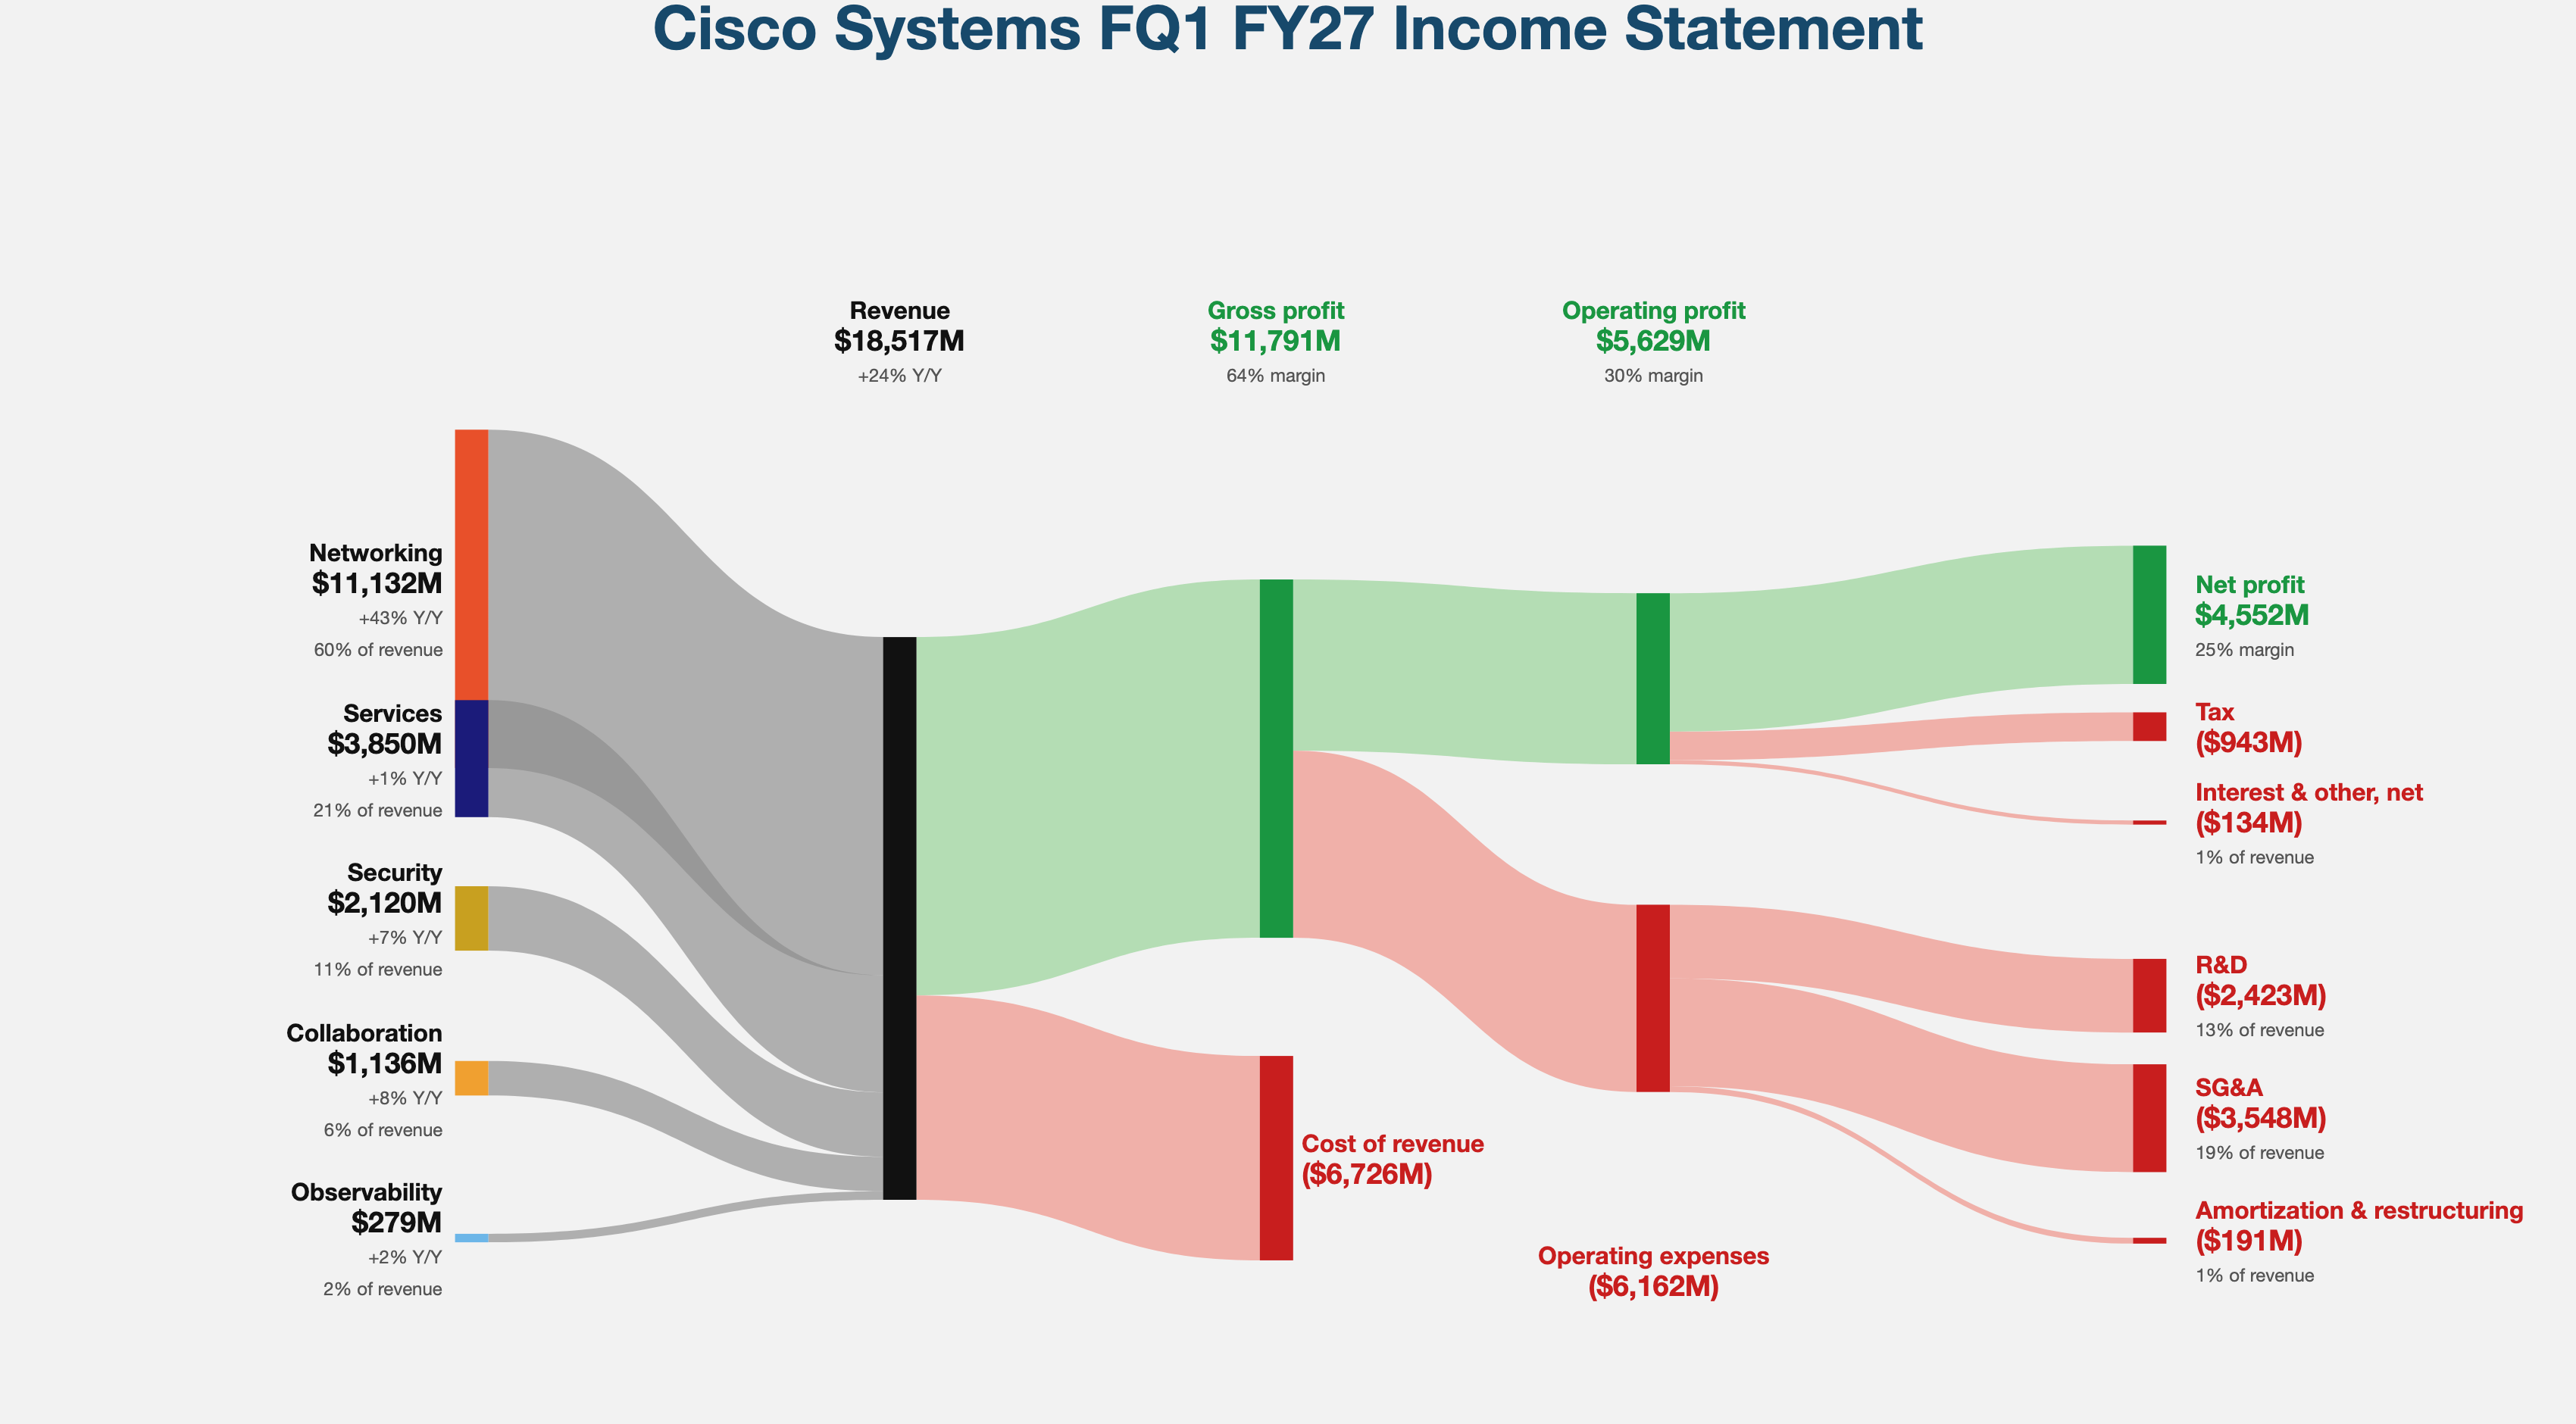 Cisco Systems FQ1 FY27 Income Statement
Revenue
$18,517M
+24% Y/Y
Gross profit
$11,791M
64% margin
Operating profit
$5,629M
30% margin
Networking
$11,132M
+43% Y/Y
60% of revenue
Services
$3,850M
+1% Y/Y
21% of revenue
Security
$2,120M
+7% Y/Y
11% of revenue
Collaboration
$1,136M
+8% Y/Y
6% of revenue
Observability
$279M
+2% Y/Y
2% of revenue
Cost of revenue
($6,726M)
Operating expenses
($6,162M)
Net profit
$4,552M
25% margin
Tax
($943M)
Interest & other, net
($134M)
1% of revenue
R&D
($2,423M)
13% of revenue
SG&A
($3,548M)
19% of revenue
Amortization & restructuring
($191M)
1% of revenue